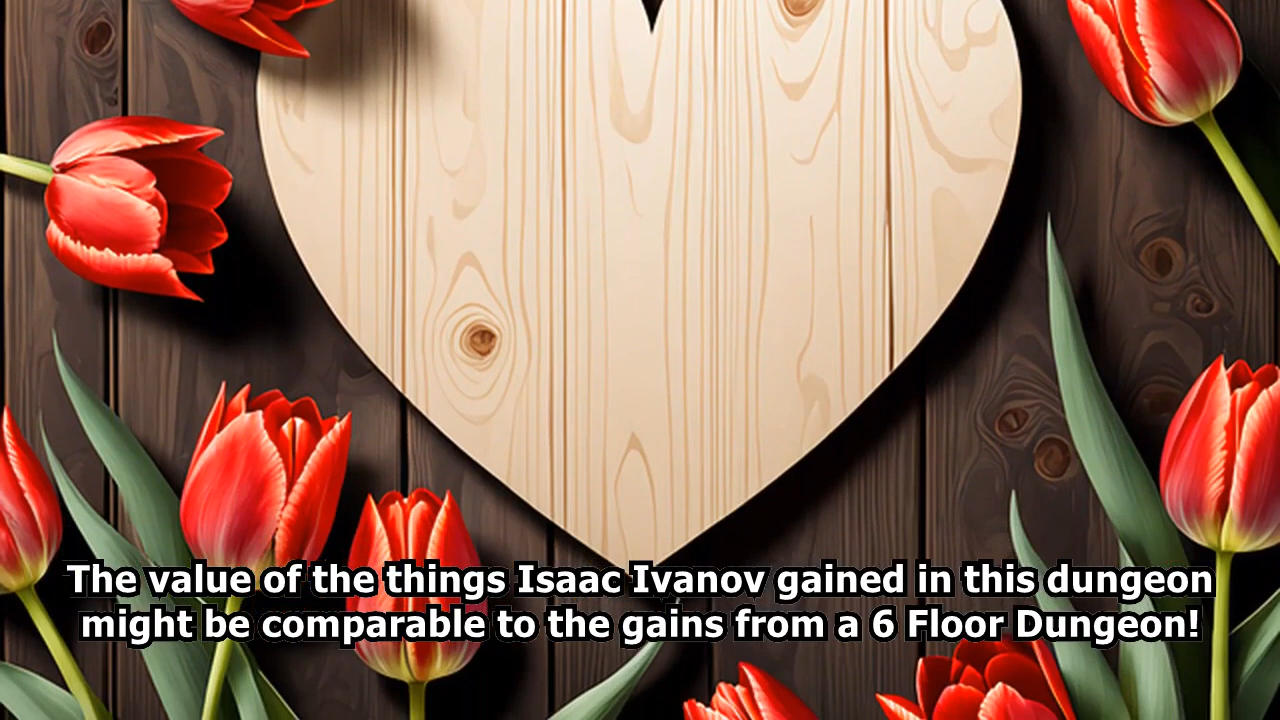 The value of the things Isaac Ivanov gained in this dungeon
might be comparable to the gains from a 6 Floor Dungeon!